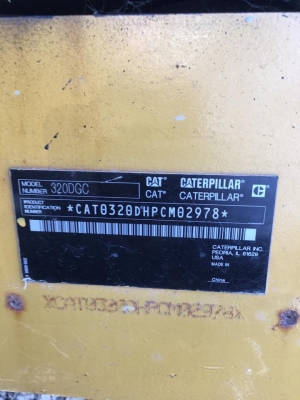 MODEL NUMBER 320DGC CAT CATERPILLAR C
CAT® CATERPILLAR®
PRODUCT IDENTIFICATION NUMBER *CAT0320DHPCM02978*
CATERPILLAR INC.
PEORIA, IL 61629
USA
MADE IN
CHINA